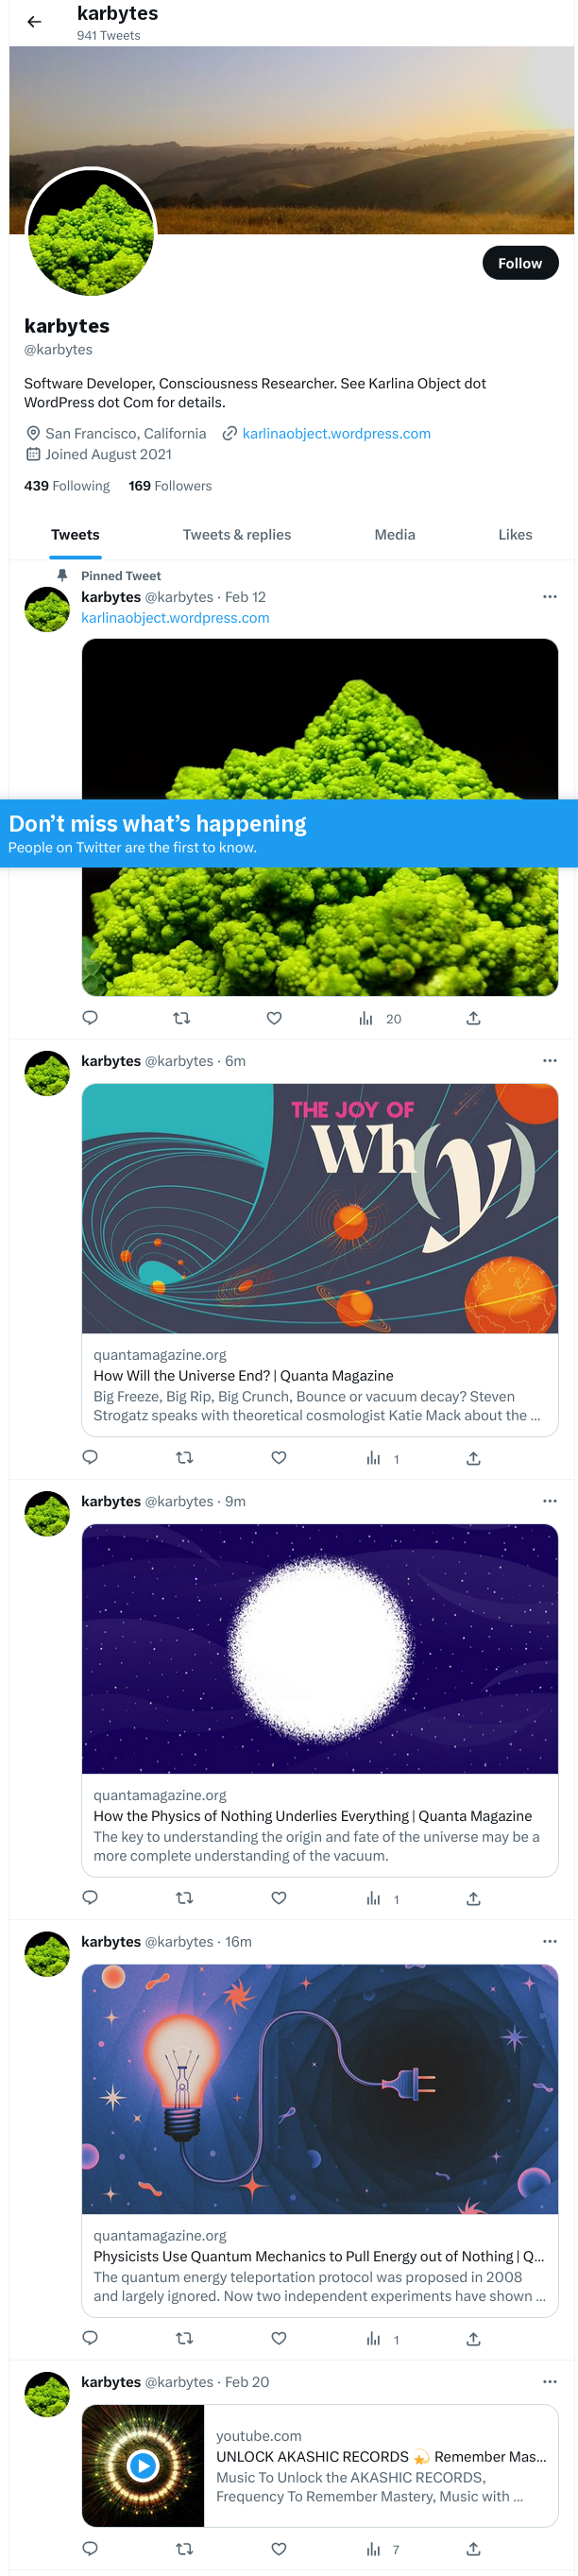 karbytes
941 Tweets
Follow
karbytes
@karbytes
Software Developer, Consciousness Researcher. See Karlina Object dot
WordPress dot Com for details.
San Francisco, California karlinaobject.wordpress.com
Joined August 2021
439 Following 169 Followers
Tweets Tweets & replies Media Likes
Pinned Tweet
karbytes @karbytes · Feb 12
karlinaobject.wordpress.com
Don't miss what's happening
People on Twitter are the first to know.
20
karbytes @karbytes · 6m
THE JOY OF
Wh(y)
quantamagazine.org
How Will the Universe End? | Quanta Magazine
Big Freeze, Big Rip, Big Crunch, Bounce or vacuum decay? Steven
Strogatz speaks with theoretical cosmologist Katie Mack about the ...
1
karbytes @karbytes · 9m
quantamagazine.org
How the Physics of Nothing Underlies Everything | Quanta Magazine
The key to understanding the origin and fate of the universe may be a
more complete understanding of the vacuum.
1
karbytes @karbytes · 16m
quantamagazine.org
Physicists Use Quantum Mechanics to Pull Energy out of Nothing | Q...
The quantum energy teleportation protocol was proposed in 2008
and largely ignored. Now two independent experiments have shown ...
1
karbytes @karbytes · Feb 20
youtube.com
UNLOCK AKASHIC RECORDS 💫 Remember Mas...
Music To Unlock the AKASHIC RECORDS,
Frequency To Remember Mastery, Music with ...
7